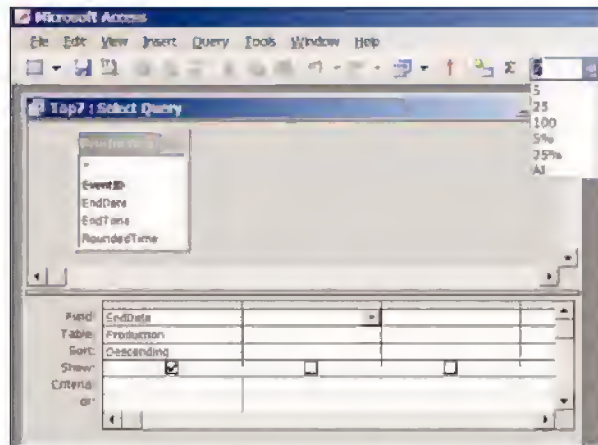 Microsoft Access
File Edit View Insert Query Tools Window Help
5
25
100
5%
25%
All
Top7 : Select Query
*
EventID
EndDate
EndTime
RoundedTime
Field: EndDate
Table: Production
Sort: Descending
Show:
Criteria:
or: